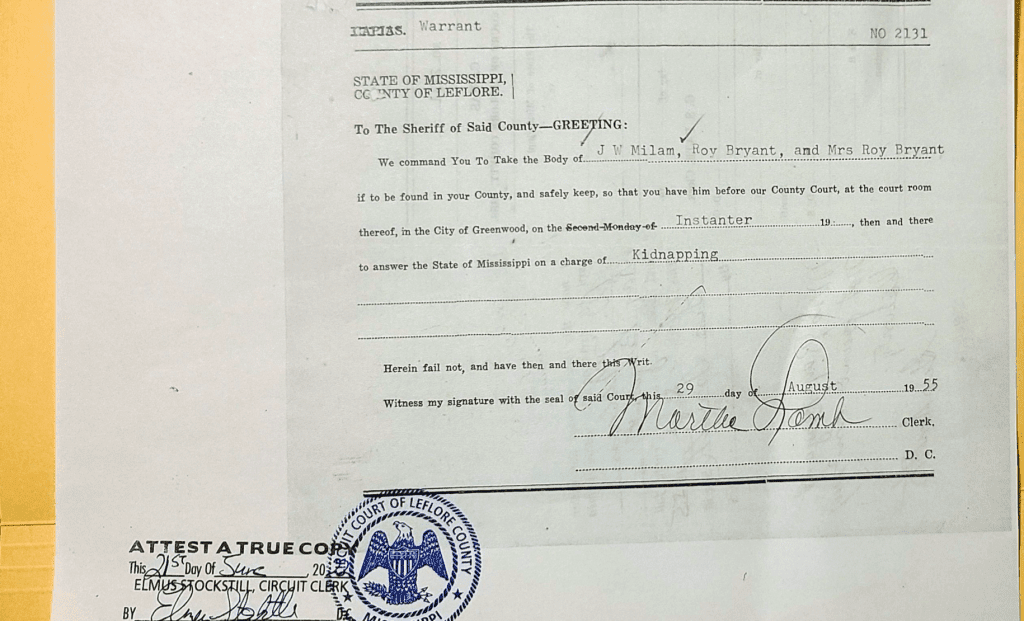 Warrant
NO 2131
STATE OF MISSISSIPPI,
COUNTY OF LEFLORE.
To The Sheriff of Said County—GREETING:
We command You To Take the Body of J W Milam, Roy Bryant, and Mrs Roy Bryant
if to be found in your County, and safely keep, so that you have him before our County Court, at the court room
thereof, in the City of Greenwood, on the Second Monday of Instanter 19 , then and there
to answer the State of Mississippi on a charge of Kidnapping
Herein fail not, and have then and there this Writ.
Witness my signature with the seal of said Court, this 29 day of August 1955
Martha Lamb Clerk.
D. C.
CIRCUIT COURT OF LEFLORE COUNTY
MISSISSIPPI
ATTEST A TRUE COPY
This 21ST Day Of June 20
ELMUS STOCKSTILL, CIRCUIT CLERK
BY Elmus Stockstill